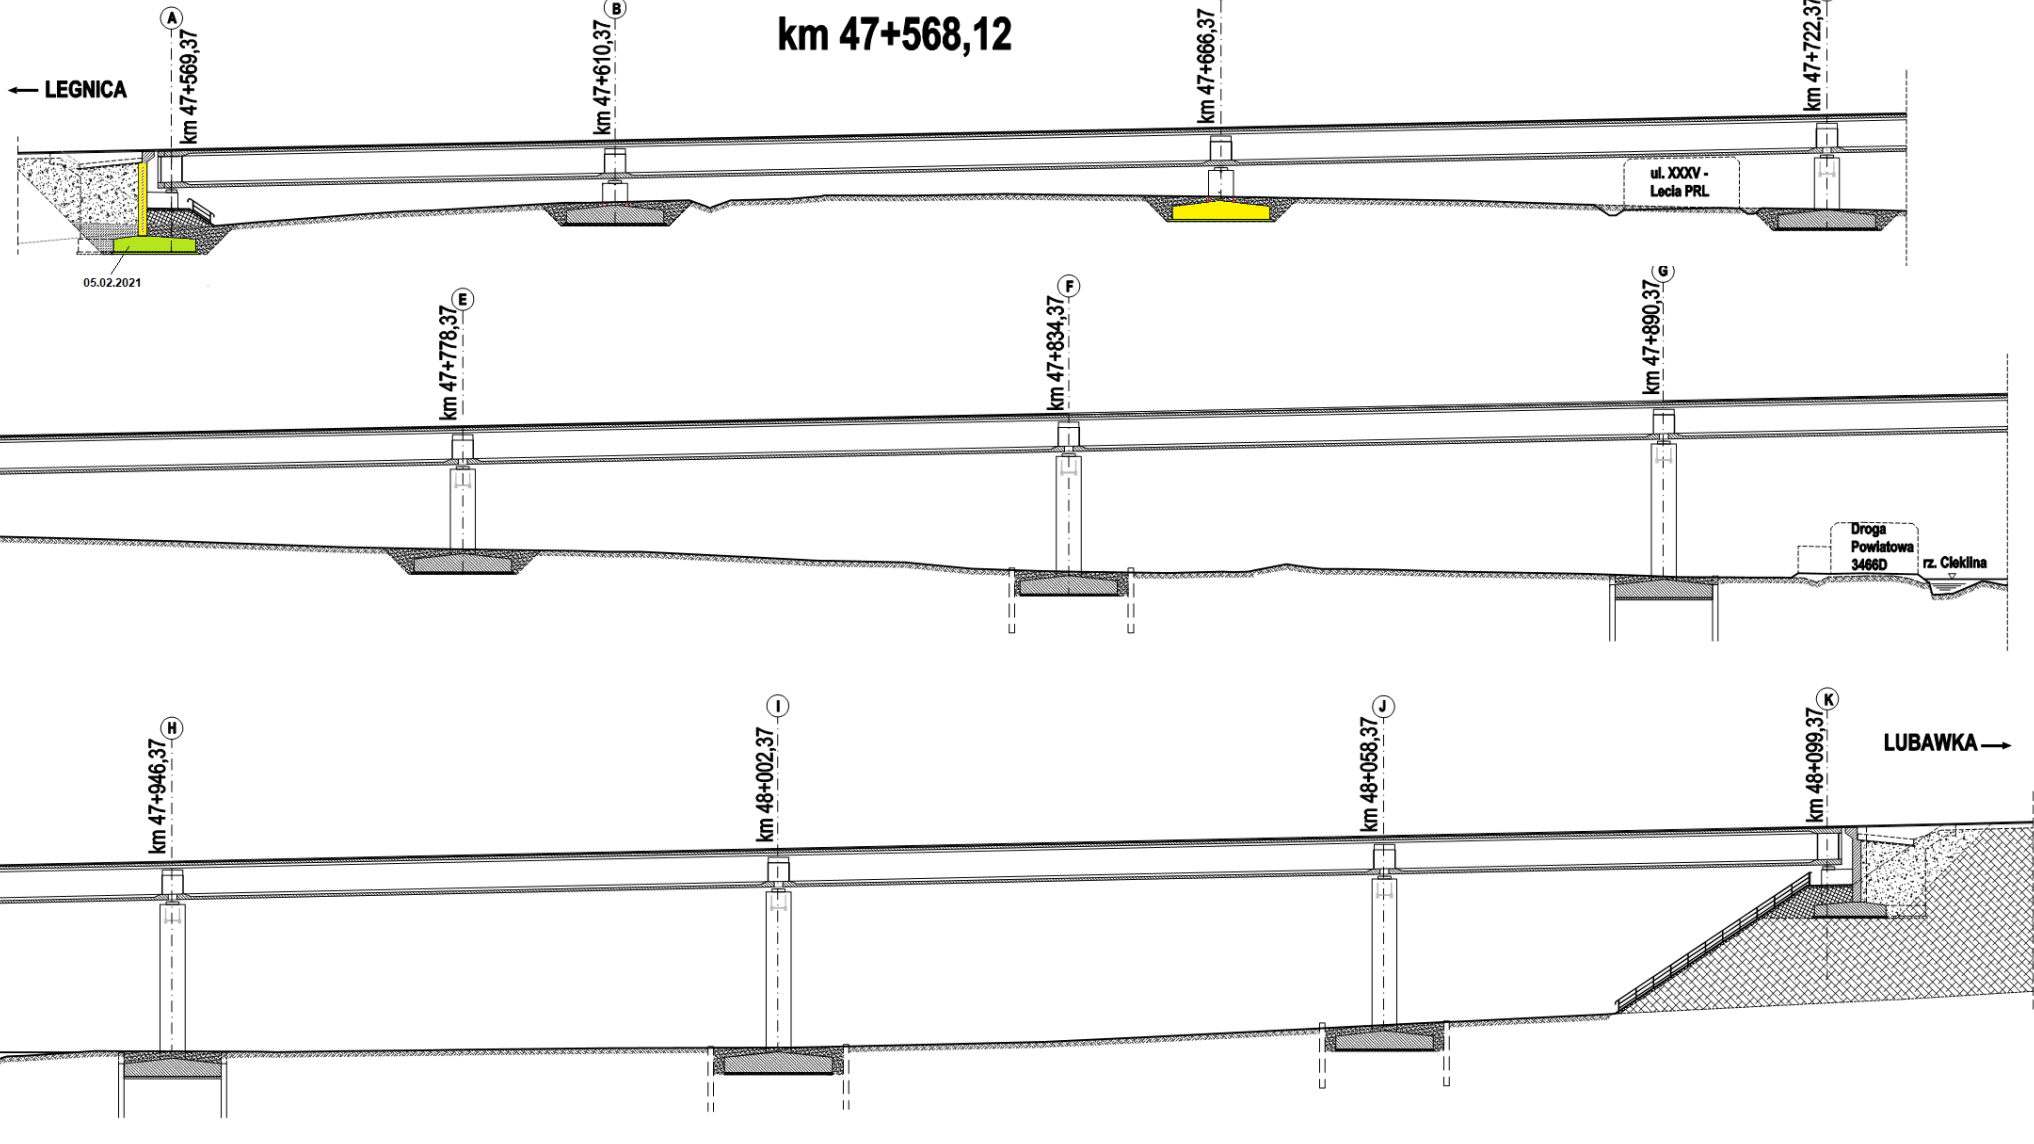 km 47+568,12
A
B
km 47+569,37
km 47+610,37
km 47+666,37
km 47+722,37
← LEGNICA
ul. XXXV -
Lecia PRL
05.02.2021
E
F
G
km 47+778,37
km 47+834,37
km 47+890,37
Droga
Powiatowa
3466D
rz. Cieklina
H
I
J
K
km 47+946,37
km 48+002,37
km 48+058,37
km 48+099,37
LUBAWKA →